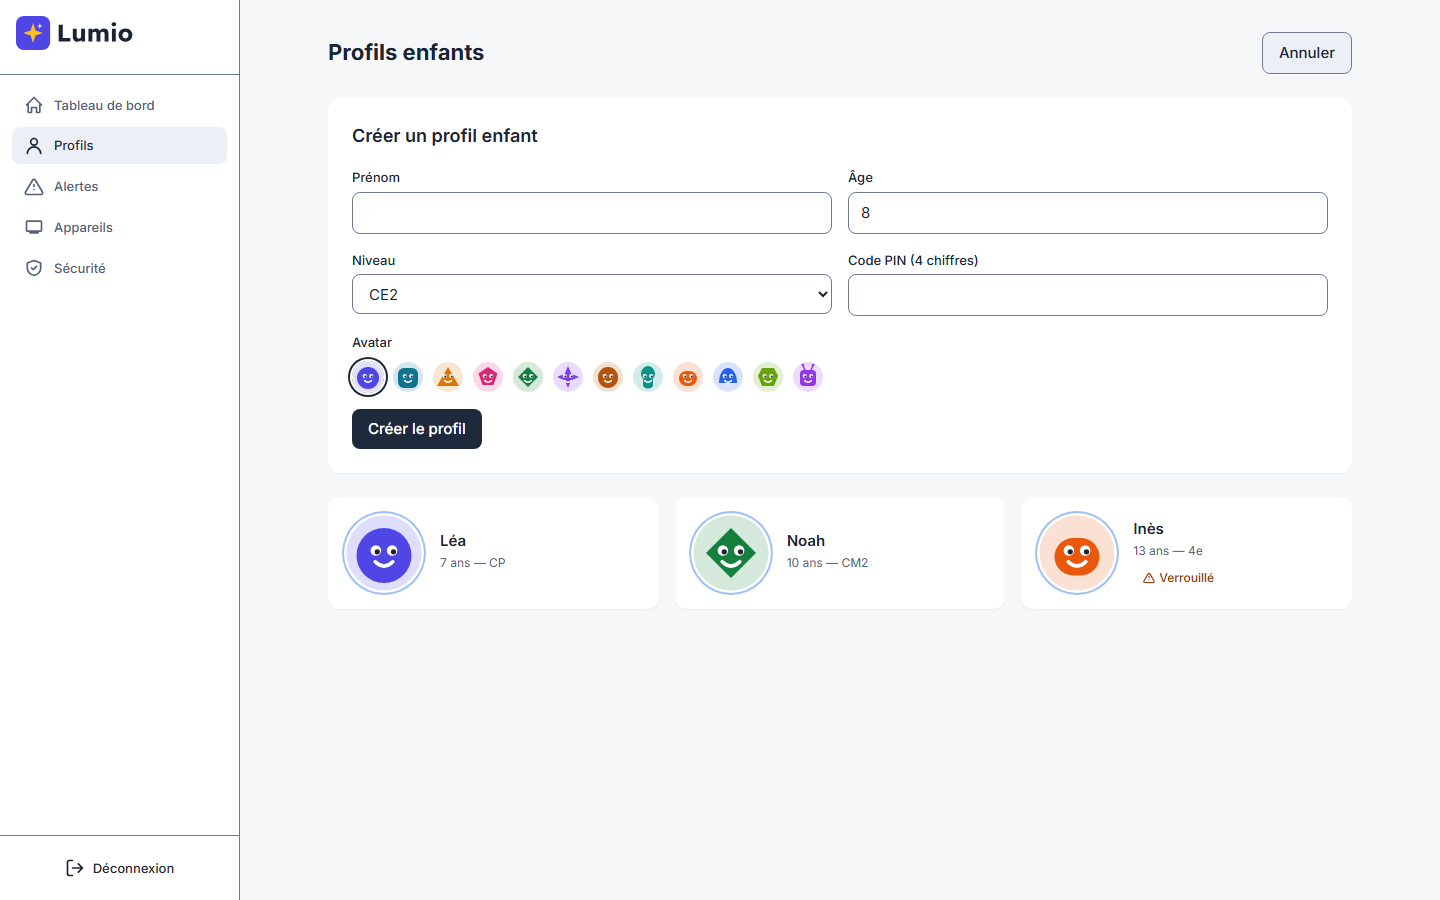 Lumio
Tableau de bord
Profils
Alertes
Appareils
Sécurité
Déconnexion
Profils enfants
Annuler
Créer un profil enfant
Prénom
Âge
8
Niveau
Code PIN (4 chiffres)
CE2
Avatar
Créer le profil
Léa
7 ans — CP
Noah
10 ans — CM2
Inès
13 ans — 4e
Verrouillé